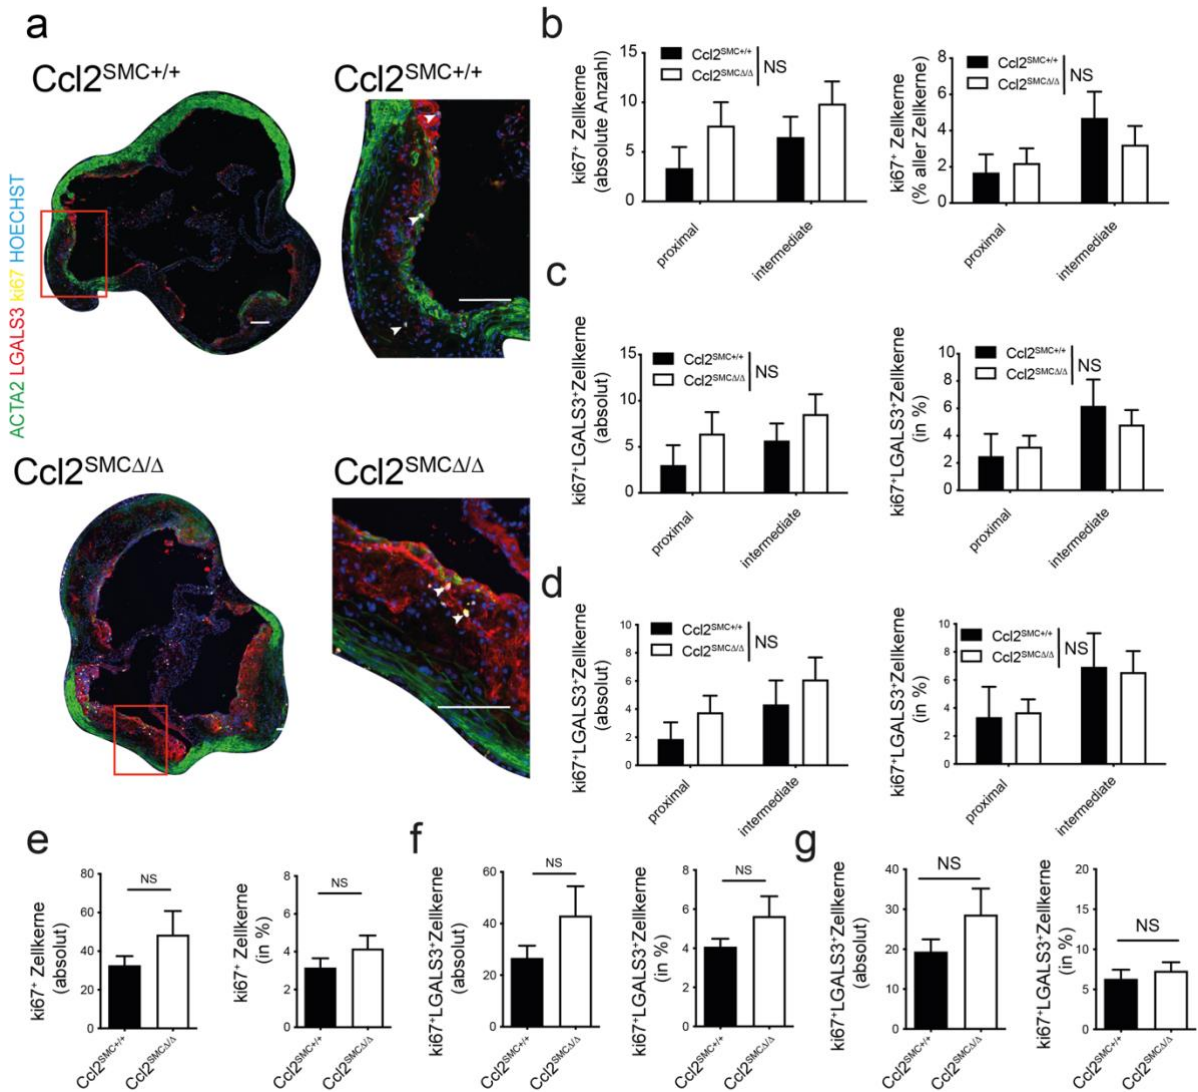 a
Ccl2SMC+/+
Ccl2SMC+/+
ACTA2 LGALS3 ki67 HOECHST
Ccl2SMCΔ/Δ
Ccl2SMCΔ/Δ
b
ki67+ Zellkerne
(absolute Anzahl)
15
10
5
0
Ccl2SMC+/+
Ccl2SMCΔ/Δ
NS
proximal
intermediate
ki67+ Zellkerne
(% aller Zellkerne)
8
6
4
2
0
Ccl2SMC+/+
Ccl2SMCΔ/Δ
NS
proximal
intermediate
c
ki67+LGALS3+Zellkerne
(absolut)
15
10
5
0
Ccl2SMC+/+
Ccl2SMCΔ/Δ
NS
proximal
intermediate
ki67+LGALS3+Zellkerne
(in %)
10
8
6
4
2
0
Ccl2SMC+/+
Ccl2SMCΔ/Δ
NS
proximal
intermediate
d
ki67+LGALS3+Zellkerne
(absolut)
10
8
6
4
2
0
Ccl2SMC+/+
Ccl2SMCΔ/Δ
NS
proximal
intermediate
ki67+LGALS3+Zellkerne
(in %)
10
8
6
4
2
0
Ccl2SMC+/+
Ccl2SMCΔ/Δ
NS
proximal
intermediate
e
ki67+ Zellkerne
(absolut)
80
60
40
20
0
NS
Ccl2SMC+/+
Ccl2SMCΔ/Δ
ki67+ Zellkerne
(in %)
8
6
4
2
0
NS
Ccl2SMC+/+
Ccl2SMCΔ/Δ
f
ki67+LGALS3+Zellkerne
(absolut)
60
40
20
0
NS
Ccl2SMC+/+
Ccl2SMCΔ/Δ
ki67+LGALS3+Zellkerne
(in %)
8
6
4
2
0
NS
Ccl2SMC+/+
Ccl2SMCΔ/Δ
g
ki67+LGALS3+Zellkerne
(absolut)
40
30
20
10
0
NS
Ccl2SMC+/+
Ccl2SMCΔ/Δ
ki67+LGALS3+Zellkerne
(in %)
20
15
10
5
0
NS
Ccl2SMC+/+
Ccl2SMCΔ/Δ